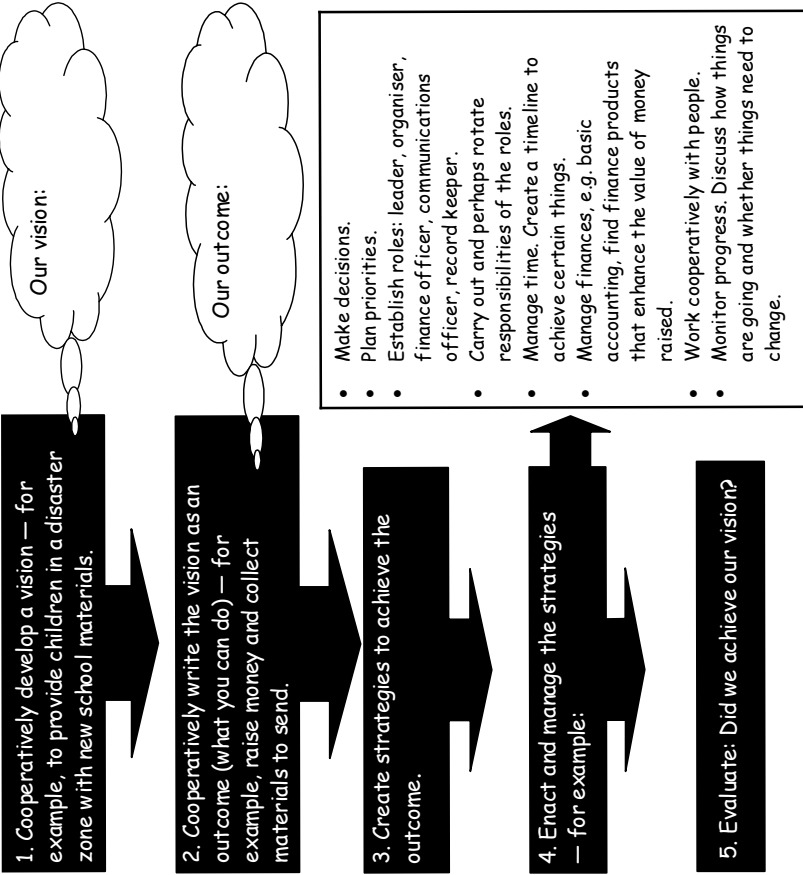 1. Cooperatively develop a vision — for
example, to provide children in a disaster
zone with new school materials.
Our vision:
2. Cooperatively write the vision as an
outcome (what you can do) — for
example, raise money and collect
materials to send.
Our outcome:
3. Create strategies to achieve the
outcome.
4. Enact and manage the strategies
— for example:
• Make decisions.
• Plan priorities.
• Establish roles: leader, organiser,
finance officer, communications
officer, record keeper.
• Carry out and perhaps rotate
responsibilities of the roles.
• Manage time. Create a timeline to
achieve certain things.
• Manage finances, e.g. basic
accounting, find finance products
that enhance the value of money
raised.
• Work cooperatively with people.
• Monitor progress. Discuss how things
are going and whether things need to
change.
5. Evaluate: Did we achieve our vision?